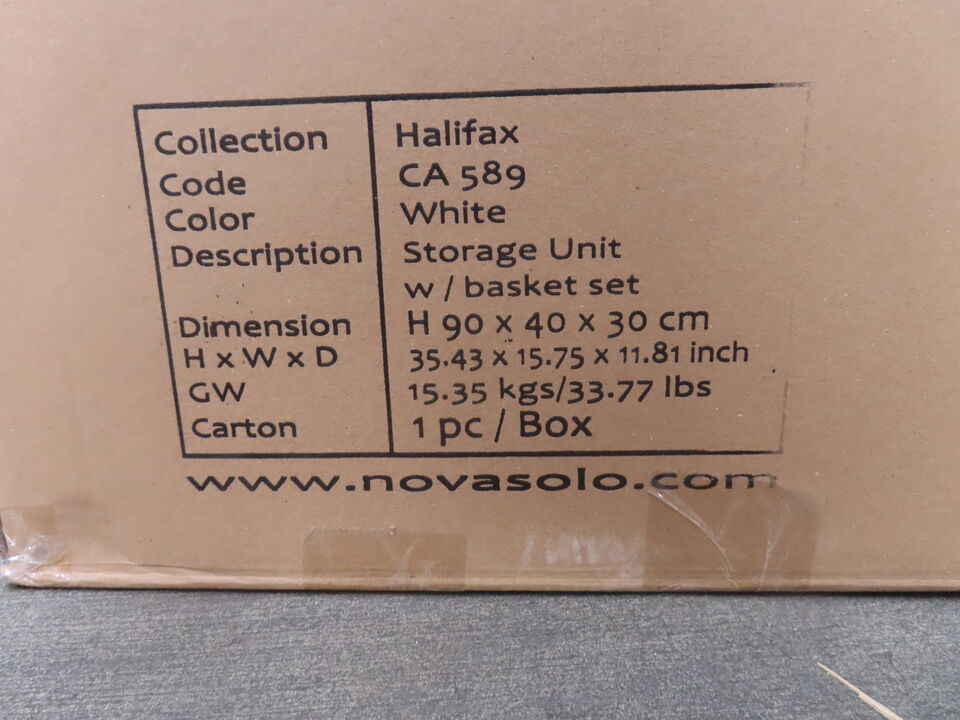 Collection Halifax
Code CA 589
Color White
Description Storage Unit
w / basket set
Dimension H 90 x 40 x 30 cm
H x W x D 35.43 x 15.75 x 11.81 inch
GW 15.35 kgs/33.77 lbs
Carton 1 pc / Box
www.novasolo.com